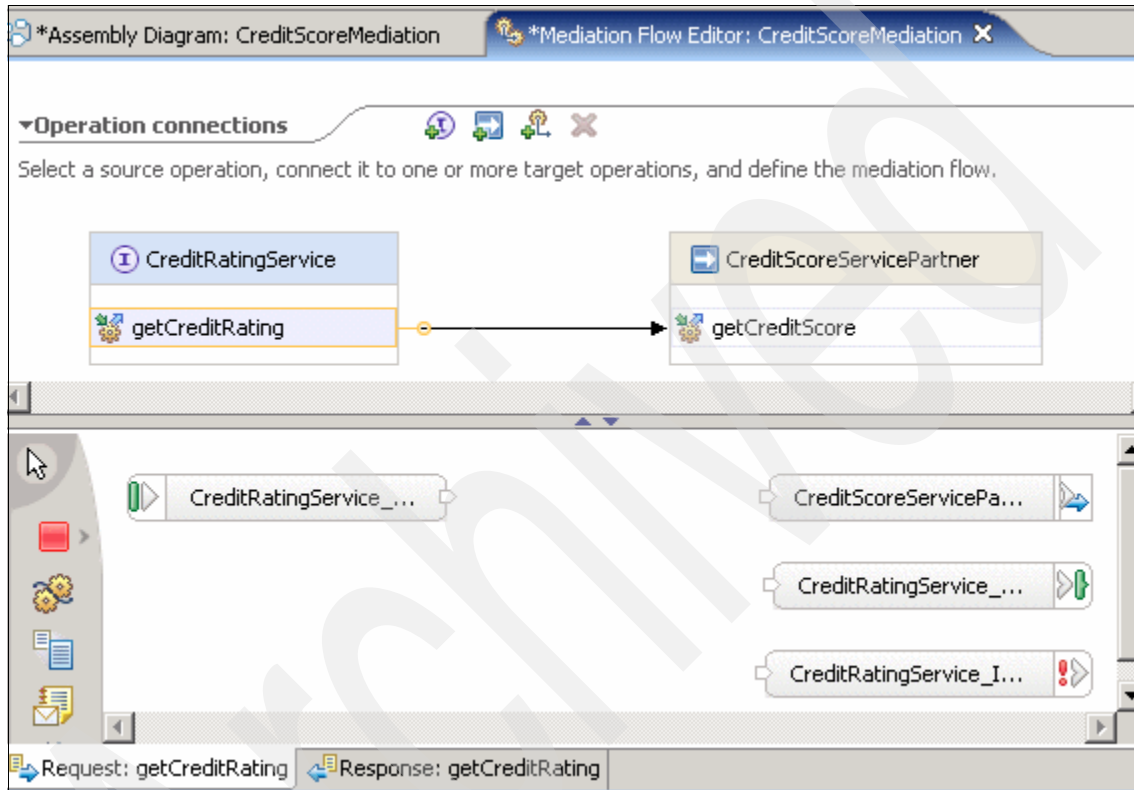 *Assembly Diagram: CreditScoreMediation
*Mediation Flow Editor: CreditScoreMediation
Operation connections
Select a source operation, connect it to one or more target operations, and define the mediation flow.
CreditRatingService
CreditScoreServicePartner
getCreditRating
getCreditScore
CreditRatingService_...
CreditScoreServicePa...
CreditRatingService_...
CreditRatingService_I...
Request: getCreditRating
Response: getCreditRating
Archived